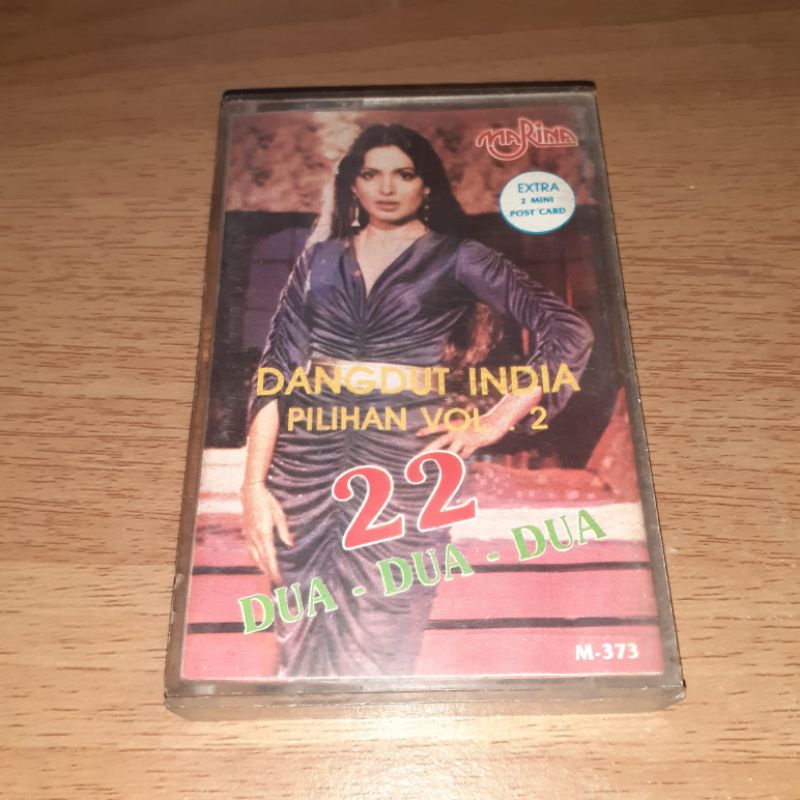 MARINA
EXTRA
2 MINI
POST CARD
DANGDUT INDIA
PILIHAN VOL. 2
22
DUA - DUA - DUA
M-373